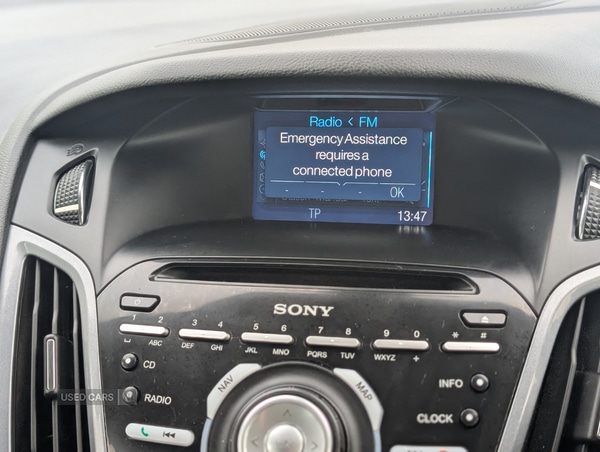 Radio < FM
Emergency Assistance
requires a
connected phone
- - - OK
TP 13:47
SONY
1 2 3 4 5 6 7 8 9 0 * #
ABC DEF GHI JKL MNO PQRS TUV WXYZ +
CD
NAV MAP
INFO
USED CARS
RADIO
CLOCK